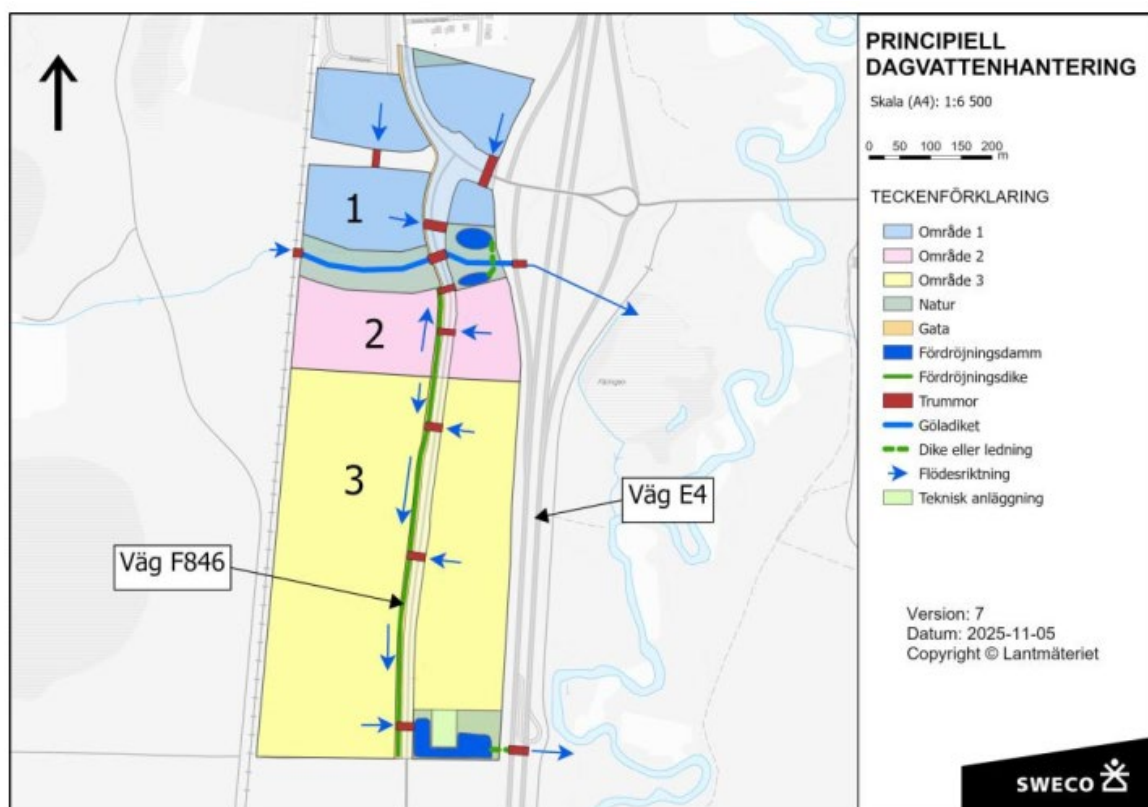 PRINCIPIELL
DAGVATTENHANTERING
Skala (A4): 1:6 500
0 50 100 150 200
m
TECKENFÖRKLARING
Område 1
Område 2
Område 3
Natur
Gata
Fördröjningsdamm
Fördröjningsdike
Trummor
Göladiket
Dike eller ledning
Flödesriktning
Teknisk anläggning
1
2
3
Väg E4
Väg F846
Version: 7
Datum: 2025-11-05
Copyright © Lantmäteriet
SWECO